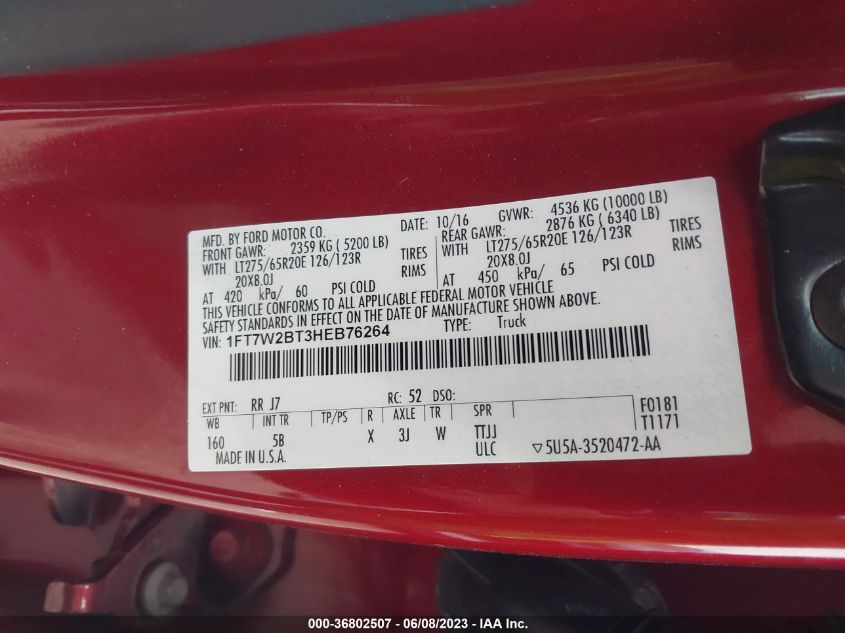 MFD. BY FORD MOTOR CO. DATE: 10/16 GVWR: 4536 KG (10000 LB)
FRONT GAWR: 2359 KG ( 5200 LB) REAR GAWR: 2876 KG ( 6340 LB)
WITH LT275/65R20E 126/123R TIRES WITH LT275/65R20E 126/123R TIRES
20X8.0J RIMS 20X8.0J RIMS
AT 420 kPa/ 60 PSI COLD AT 450 kPa/ 65 PSI COLD
THIS VEHICLE CONFORMS TO ALL APPLICABLE FEDERAL MOTOR VEHICLE
SAFETY STANDARDS IN EFFECT ON THE DATE OF MANUFACTURE SHOWN ABOVE.
VIN: 1FT7W2BT3HEB76264 TYPE: Truck
EXT PNT: RR J7 RC: 52 DSO:
WB INT TR TP/PS R AXLE TR SPR F0181
160 5B X 3J W TTJJ T1171
MADE IN U.S.A. ULC ▽5U5A-3520472-AA
000-36802507 - 06/08/2023 - IAA Inc.